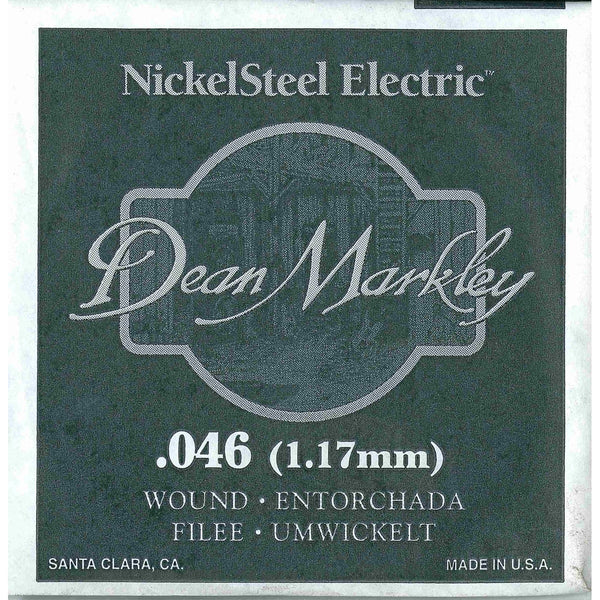 NickelSteel Electric™
Dean Markley
.046 (1.17mm)
WOUND · ENTORCHADA
FILEE · UMWICKELT
SANTA CLARA, CA. MADE IN U.S.A.